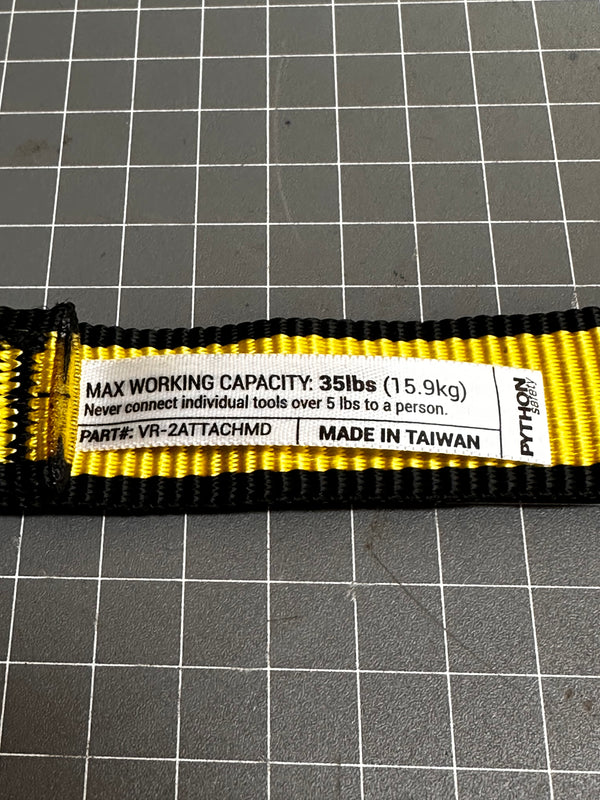 MAX WORKING CAPACITY: 35lbs (15.9kg)
Never connect individual tools over 5 lbs to a person.
PART#: VR-2ATTACHMD
MADE IN TAIWAN
PYTHON
safety